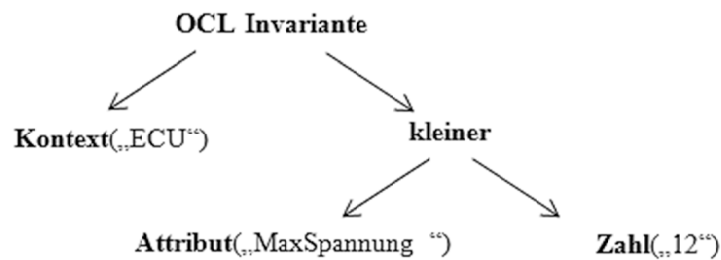 OCL Invariante
Kontext(„ECU“)
kleiner
Attribut(„MaxSpannung “)
Zahl(„12“)